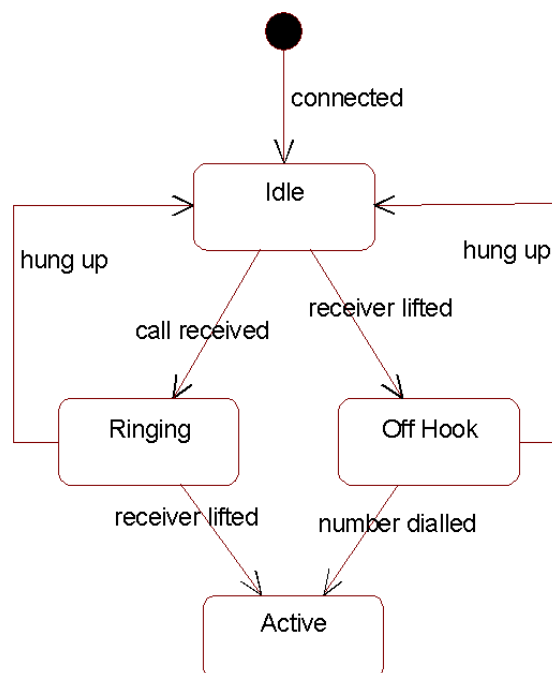 connected
Idle
hung up
hung up
receiver lifted
call received
Ringing
Off Hook
receiver lifted
number dialled
Active